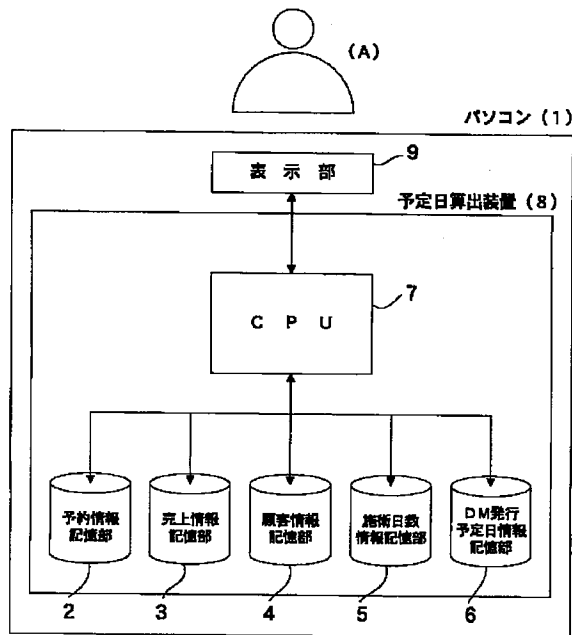 (A)
パソコン(1)
9
表 示 部
予定日算出装置(8)
7
C P U
予約情報
記憶部
売上情報
記憶部
顧客情報
記憶部
施術日数
情報記憶部
DM発行
予定日情報
記憶部
2
3
4
5
6